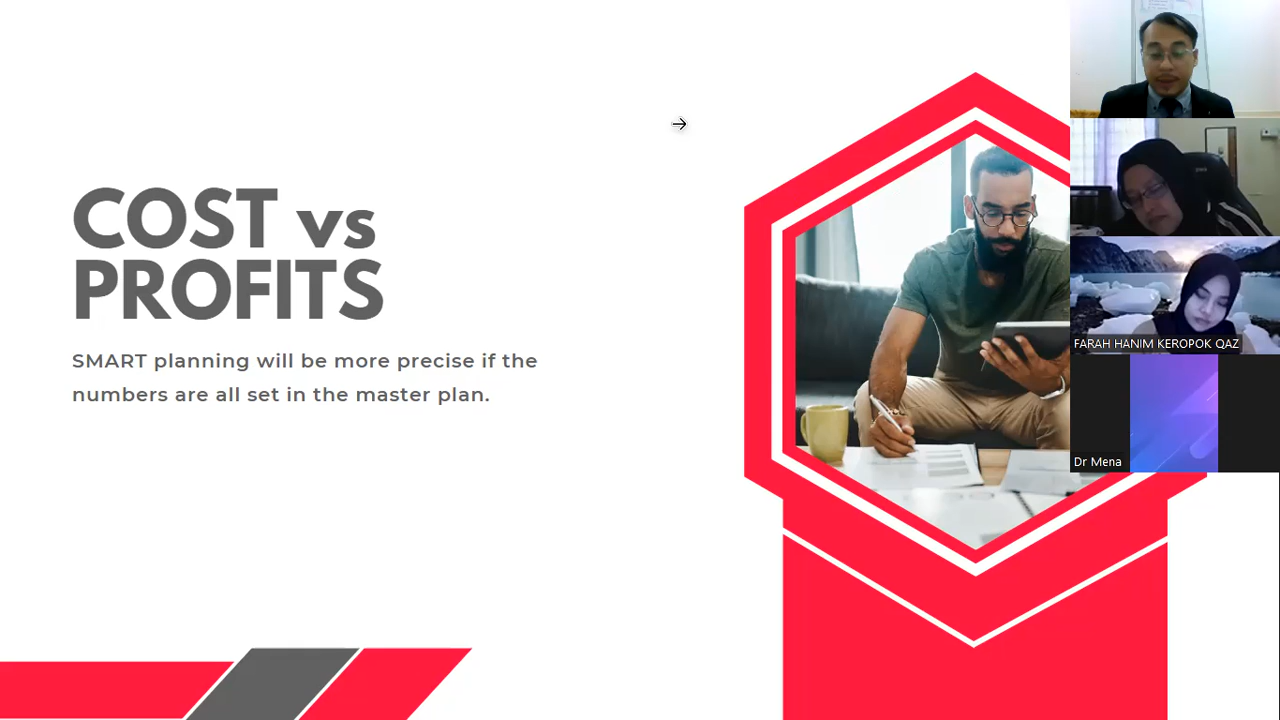 COST vs
PROFITS
SMART planning will be more precise if the
numbers are all set in the master plan.
FARAH HANIM KEROPOK QAZ
Dr Mena